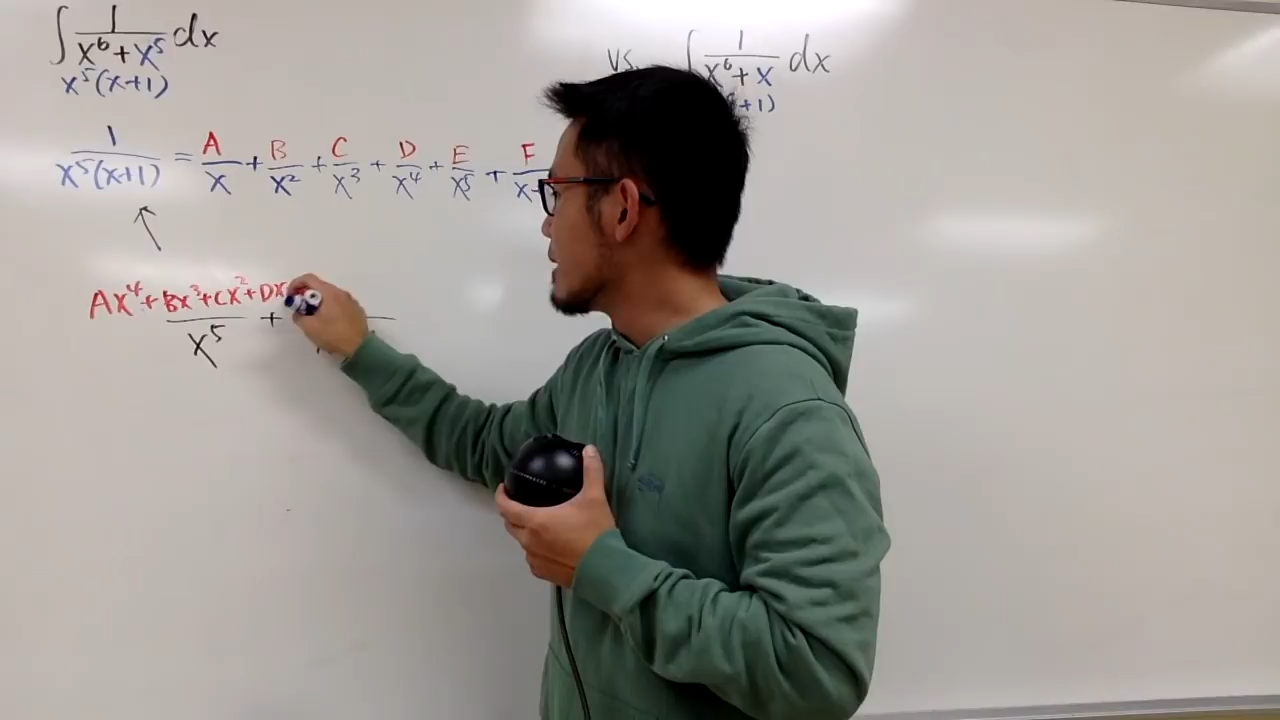 ∫ 1/(x⁶ + x⁵) dx
x⁵(x+1)
vs. ∫ 1/(x⁶ + x) dx
+1)
1/(x⁵(x+1)) = A/x + B/x² + C/x³ + D/x⁴ + E/x⁵ + F/x
Ax⁴ + Bx³ + Cx² + Dx
x⁵ +